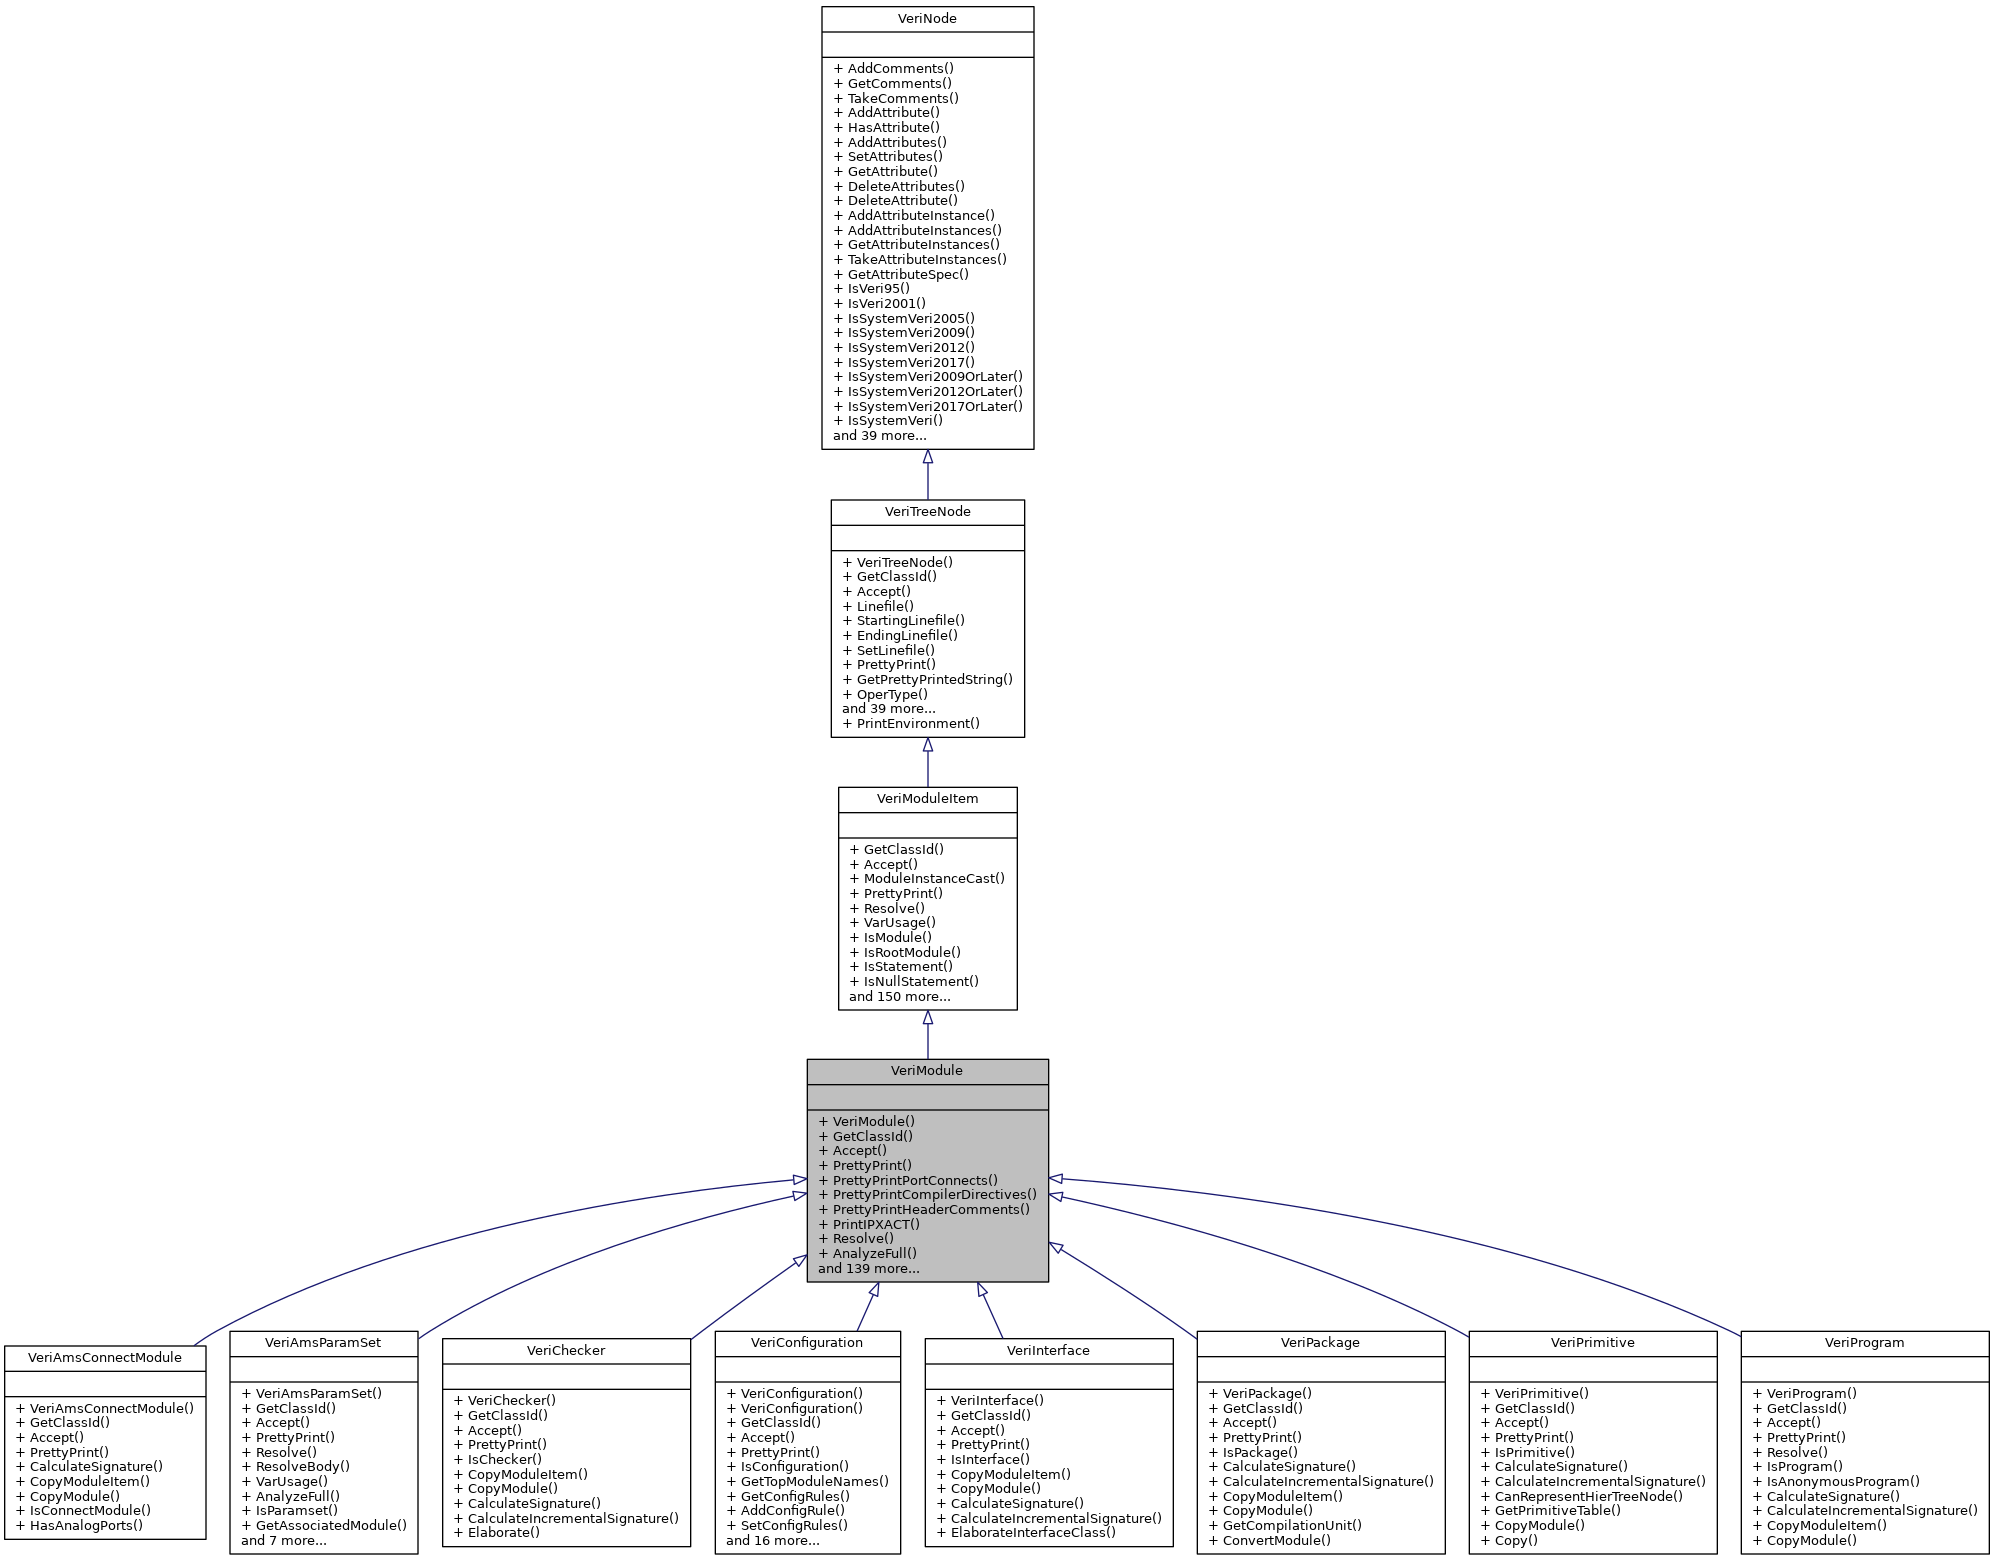 VeriNode
+ AddComments()
+ GetComments()
+ TakeComments()
+ AddAttribute()
+ HasAttribute()
+ AddAttributes()
+ SetAttributes()
+ GetAttribute()
+ DeleteAttributes()
+ DeleteAttribute()
+ AddAttributeInstance()
+ AddAttributeInstances()
+ GetAttributeInstances()
+ TakeAttributeInstances()
+ GetAttributeSpec()
+ IsVeri95()
+ IsVeri2001()
+ IsSystemVeri2005()
+ IsSystemVeri2009()
+ IsSystemVeri2012()
+ IsSystemVeri2017()
+ IsSystemVeri2009OrLater()
+ IsSystemVeri2012OrLater()
+ IsSystemVeri2017OrLater()
+ IsSystemVeri()
and 39 more...
VeriTreeNode
+ VeriTreeNode()
+ GetClassId()
+ Accept()
+ Linefile()
+ StartingLinefile()
+ EndingLinefile()
+ SetLinefile()
+ PrettyPrint()
+ GetPrettyPrintedString()
+ OperType()
and 39 more...
+ PrintEnvironment()
VeriModuleItem
+ GetClassId()
+ Accept()
+ ModuleInstanceCast()
+ PrettyPrint()
+ Resolve()
+ VarUsage()
+ IsModule()
+ IsRootModule()
+ IsStatement()
+ IsNullStatement()
and 150 more...
VeriModule
+ VeriModule()
+ GetClassId()
+ Accept()
+ PrettyPrint()
+ PrettyPrintPortConnects()
+ PrettyPrintCompilerDirectives()
+ PrettyPrintHeaderComments()
+ PrintIPXACT()
+ Resolve()
+ AnalyzeFull()
and 139 more...
VeriAmsConnectModule
+ VeriAmsConnectModule()
+ GetClassId()
+ Accept()
+ PrettyPrint()
+ CalculateSignature()
+ CopyModuleItem()
+ CopyModule()
+ IsConnectModule()
+ HasAnalogPorts()
VeriAmsParamSet
+ VeriAmsParamSet()
+ GetClassId()
+ Accept()
+ PrettyPrint()
+ Resolve()
+ ResolveBody()
+ VarUsage()
+ AnalyzeFull()
+ IsParamset()
+ GetAssociatedModule()
and 7 more...
VeriChecker
+ VeriChecker()
+ GetClassId()
+ Accept()
+ PrettyPrint()
+ IsChecker()
+ CopyModuleItem()
+ CopyModule()
+ CalculateSignature()
+ CalculateIncrementalSignature()
+ Elaborate()
VeriConfiguration
+ VeriConfiguration()
+ VeriConfiguration()
+ GetClassId()
+ Accept()
+ PrettyPrint()
+ IsConfiguration()
+ GetTopModuleNames()
+ GetConfigRules()
+ AddConfigRule()
+ SetConfigRules()
and 16 more...
VeriInterface
+ VeriInterface()
+ GetClassId()
+ Accept()
+ PrettyPrint()
+ IsInterface()
+ CopyModuleItem()
+ CopyModule()
+ CalculateSignature()
+ CalculateIncrementalSignature()
+ ElaborateInterfaceClass()
VeriPackage
+ VeriPackage()
+ GetClassId()
+ Accept()
+ PrettyPrint()
+ IsPackage()
+ CalculateSignature()
+ CalculateIncrementalSignature()
+ CopyModuleItem()
+ CopyModule()
+ GetCompilationUnit()
+ ConvertModule()
VeriPrimitive
+ VeriPrimitive()
+ GetClassId()
+ Accept()
+ PrettyPrint()
+ IsPrimitive()
+ CalculateSignature()
+ CalculateIncrementalSignature()
+ CanRepresentHierTreeNode()
+ GetPrimitiveTable()
+ CopyModule()
+ Copy()
VeriProgram
+ VeriProgram()
+ GetClassId()
+ Accept()
+ PrettyPrint()
+ Resolve()
+ IsProgram()
+ IsAnonymousProgram()
+ CalculateSignature()
+ CalculateIncrementalSignature()
+ CopyModuleItem()
+ CopyModule()